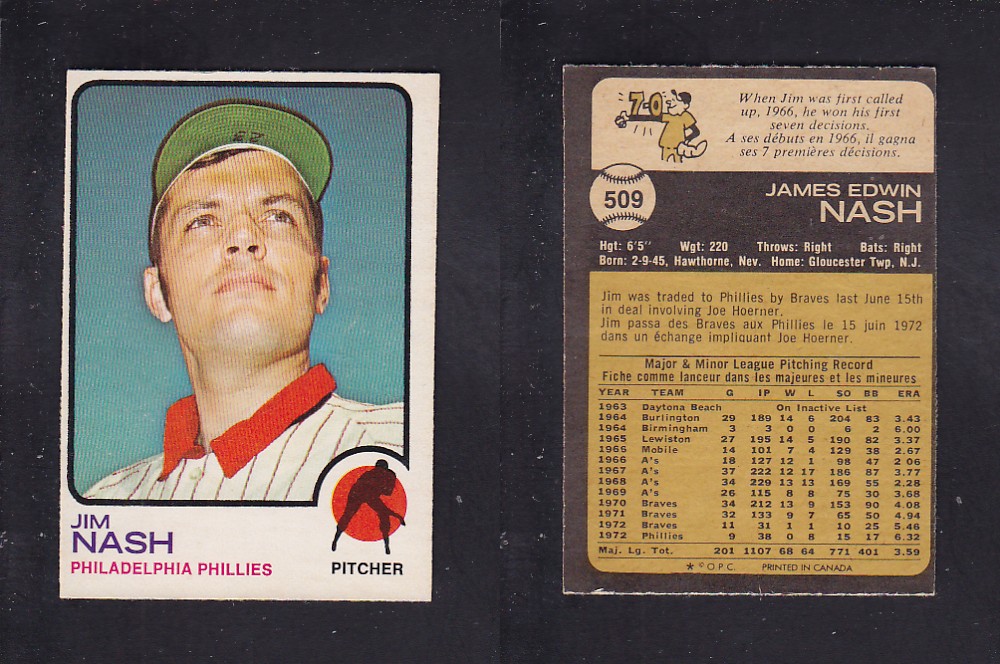 JIM
NASH
PHILADELPHIA PHILLIES
PITCHER
7-0
When Jim was first called
up, 1966, he won his first
seven decisions.
A ses débuts en 1966, il gagna
ses 7 premières décisions.
509
JAMES EDWIN
NASH
Hgt: 6'5" Wgt: 220 Throws: Right Bats: Right
Born: 2-9-45, Hawthorne, Nev. Home: Gloucester Twp, N.J.
Jim was traded to Phillies by Braves last June 15th
in deal involving Joe Hoerner.
Jim passa des Braves aux Phillies le 15 juin 1972
dans un échange impliquant Joe Hoerner.
Major & Minor League Pitching Record
Fiche comme lanceur dans les majeures et les mineures
YEAR TEAM G IP W L SO BB ERA
1963 Daytona Beach On Inactive List
1964 Burlington 29 189 14 6 204 83 3.43
1964 Birmingham 3 3 0 0 6 2 6.00
1965 Lewiston 27 195 14 5 190 82 3.37
1966 Mobile 14 101 7 4 129 38 2.67
1966 A's 18 127 12 1 98 47 2.06
1967 A's 37 222 12 17 186 87 3.77
1968 A's 34 229 13 13 169 55 2.28
1969 A's 26 115 8 8 75 30 3.68
1970 Braves 34 212 13 9 153 90 4.08
1971 Braves 32 133 9 7 65 50 4.94
1972 Braves 11 31 1 1 10 25 5.46
1972 Phillies 9 38 0 8 15 17 6.32
Maj. Lg. Tot. 201 1107 68 64 771 401 3.59
* © O.P.C. PRINTED IN CANADA